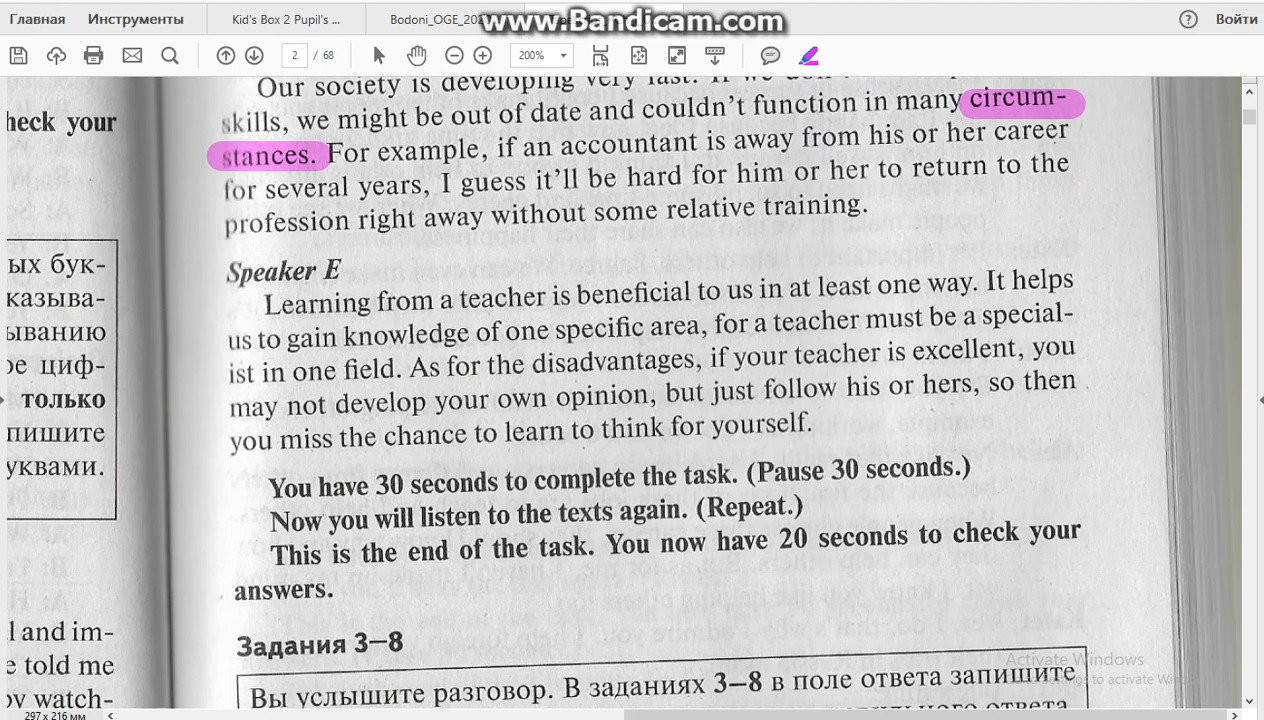 Главная Инструменты Kid's Box 2 Pupil's ... Bodoni_OGE_202
www.Bandicam.com
Войти
2 / 68 200%
Our society is developing very
skills, we might be out of date and couldn't function in many circum-
stances. For example, if an accountant is away from his or her career
for several years, I guess it'll be hard for him or her to return to the
profession right away without some relative training.
Speaker E
Learning from a teacher is beneficial to us in at least one way. It helps
us to gain knowledge of one specific area, for a teacher must be a special-
ist in one field. As for the disadvantages, if your teacher is excellent, you
may not develop your own opinion, but just follow his or hers, so then
you miss the chance to learn to think for yourself.
You have 30 seconds to complete the task. (Pause 30 seconds.)
Now you will listen to the texts again. (Repeat.)
This is the end of the task. You now have 20 seconds to check your
answers.
Задания 3–8
Вы услышите разговор. В заданиях 3–8 в поле ответа запишите
heck your
ых бук-
казыва-
ыванию
ре циф-
только
пишите
уквами.
l and im-
e told me
by watch-
Activate Windows
to activate
297 x 216 мм